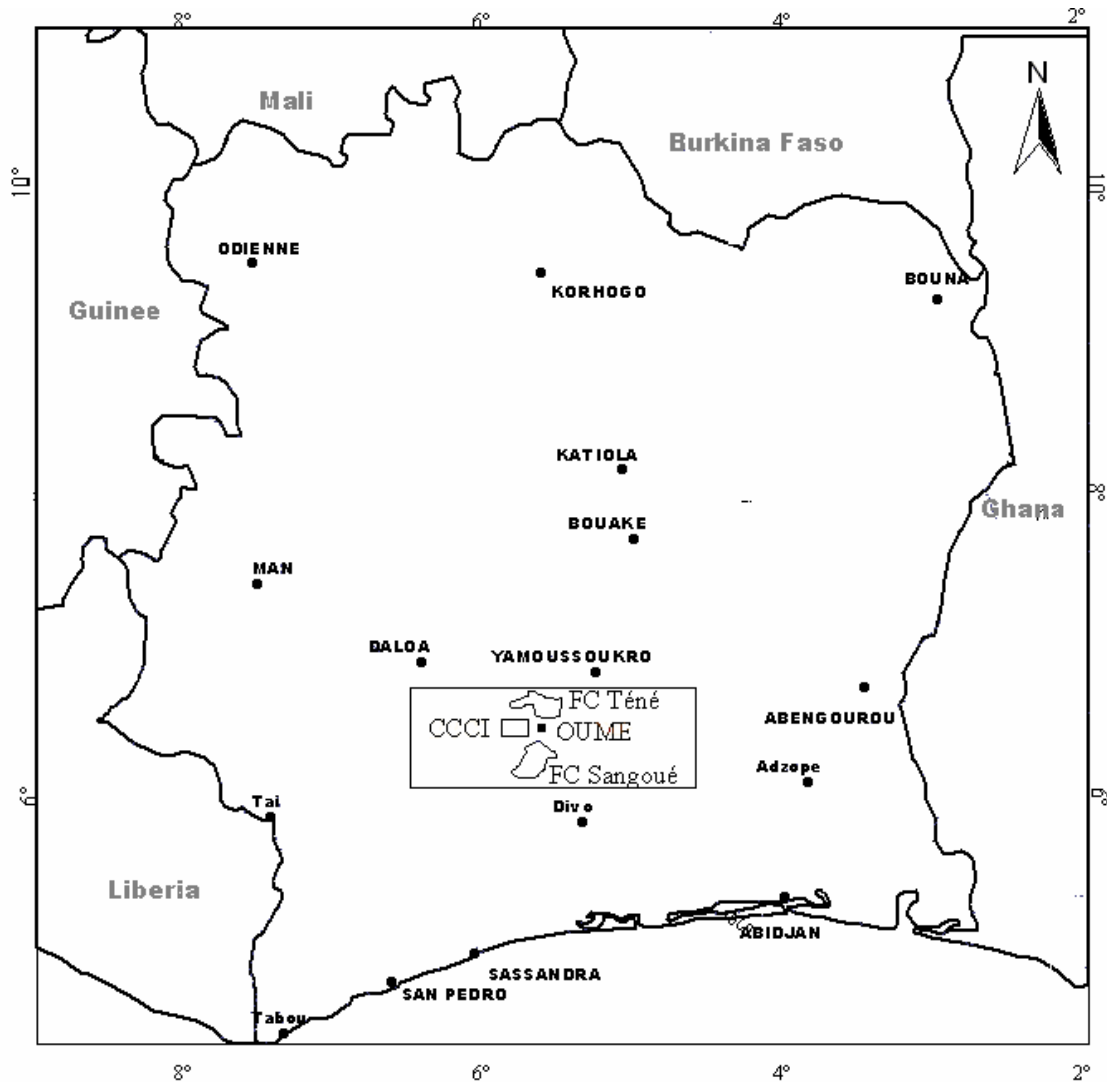 8° 6° 4° 2°
N
Mali
Burkina Faso
10° 10°
ODIENNE
BOUNA
KORHOGO
Guinee
KATIOLA
8°
Ghana
BOUAKE
MAN
DALOA
YAMOUSSOUKRO
FC Téné
ABENGOUROU
CCCI OUME
Adzope
FC Sangoué
6° 6°
Tai
Divo
Liberia
ABIDJAN
SASSANDRA
SAN PEDRO
Tabou
8° 6° 4° 2°